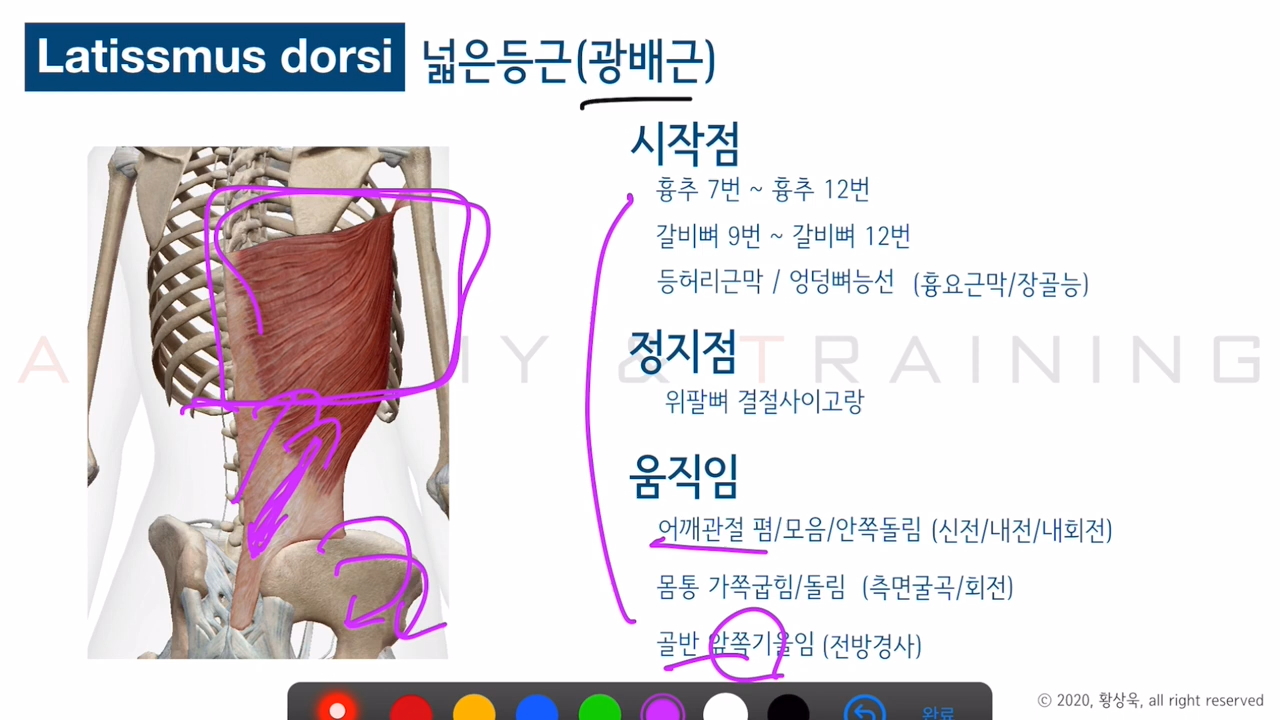 Latissmus dorsi 넓은등근(광배근)
시작점
흉추 7번 ~ 흉추 12번
갈비뼈 9번 ~ 갈비뼈 12번
등허리근막 / 엉덩뼈능선 (흉요근막/장골능)
정지점
위팔뼈 결절사이고랑
움직임
어깨관절 폄/모음/안쪽돌림 (신전/내전/내회전)
몸통 가쪽굽힘/돌림 (측면굴곡/회전)
골반 앞쪽기울임 (전방경사)
& TRAINING
완료
© 2020, 황상욱, all right reserved